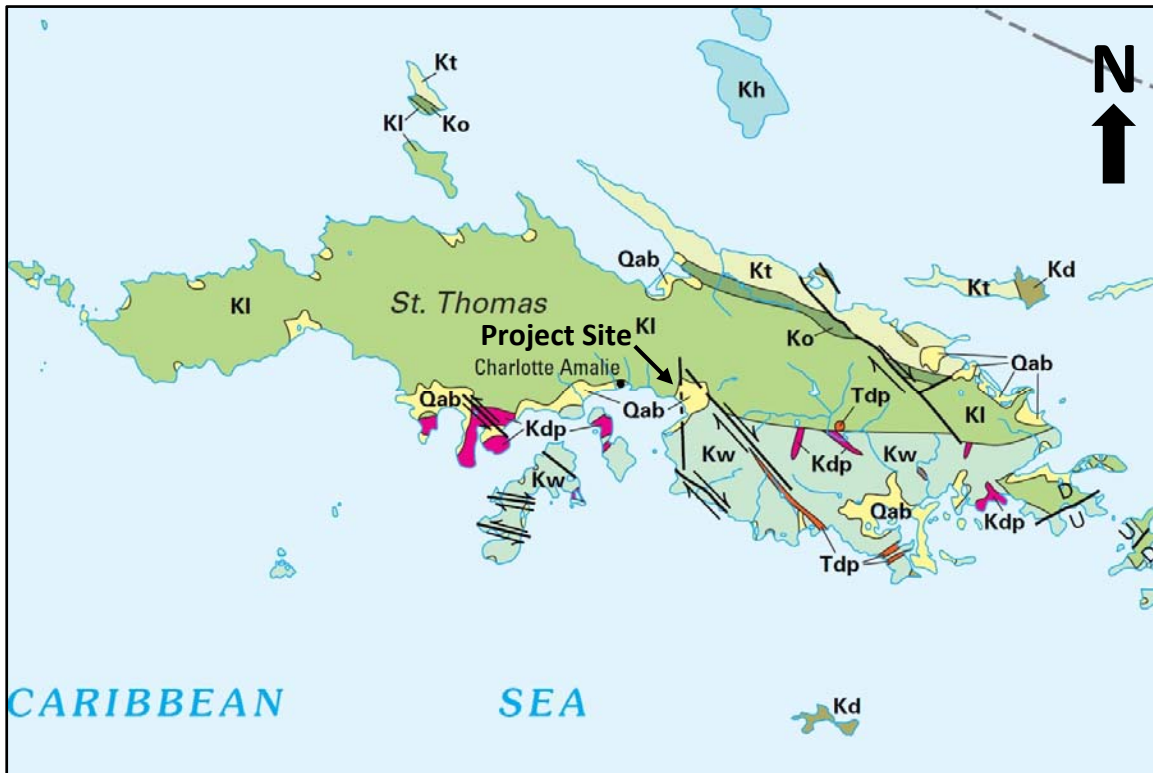 N
Kt
Kh
Kl
Ko
Qab
Kt
Kt
Kd
Kl
St. Thomas
Kl
Project Site
Ko
Qab
Charlotte Amalie
Qab
Qab
Tdp
Kl
Kdp
Kw
Kdp
Kw
Kw
Qab
Kdp
D
U
U
D
Tdp
CARIBBEAN SEA
Kd